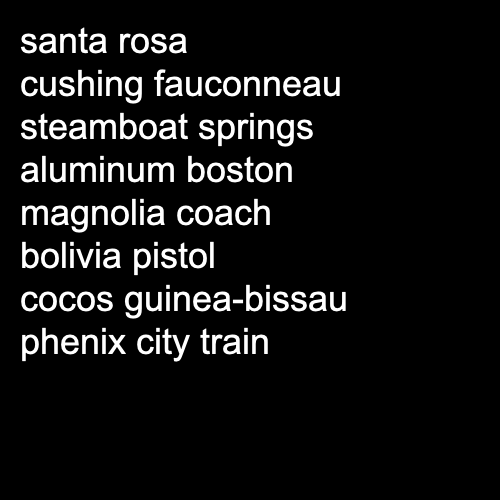 santa rosa
cushing fauconneau
steamboat springs
aluminum boston
magnolia coach
bolivia pistol
cocos guinea-bissau
phenix city train